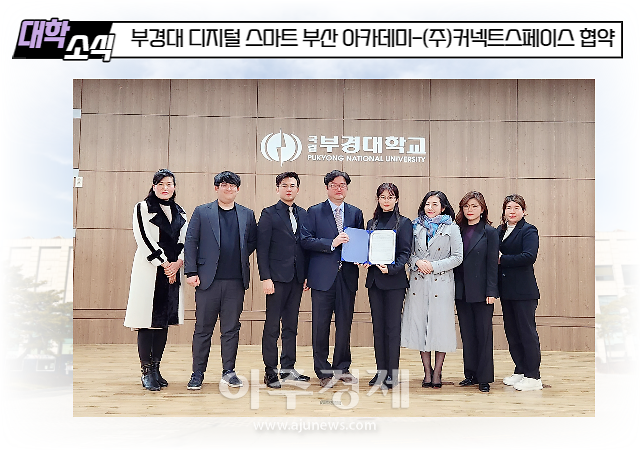 대학
소식
부경대 디지털 스마트 부산 아카데미-(주)커넥트스페이스 협약
국립 부경대학교
PUKYONG NATIONAL UNIVERSITY
아주경제
www.ajunews.com